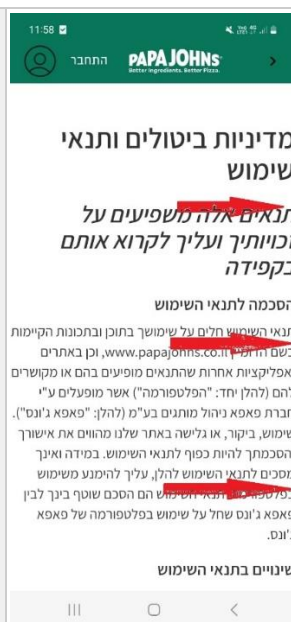 11:58
התחבר
PAPA JOHNS
Better Ingredients. Better Pizza.
מדיניות ביטולים ותנאי
שימוש
תנאים אלה משפיעים על
זכויותיך ועליך לקרוא אותם
בקפידה
הסכמה לתנאי השימוש
תנאי השימוש חלים על שימושך בתוכן ובתכונות הקיימות
בשם www.papajohns.co.il, וכן באתרים
אפליקציות אחרות שהתנאים מופיעים בהם או מקושרים
להם (להלן יחד: "הפלטפורמה") אשר מופעלים ע"י
חברת פאפא ניהול מותגים בע"מ (להלן: "פאפא ג'ונס").
שימוש, ביקור, או גלישה באתר שלנו מהווים את אישורך
הסכמתך להיות כפוף לתנאי השימוש. במידה ואינך
מסכים לתנאי השימוש להלן, עליך להימנע משימוש
השימוש הם הסכם שוטף בינך לבין
פאפא ג'ונס שחל על שימוש בפלטפורמה של פאפא
ג'ונס.
שינויים בתנאי השימוש